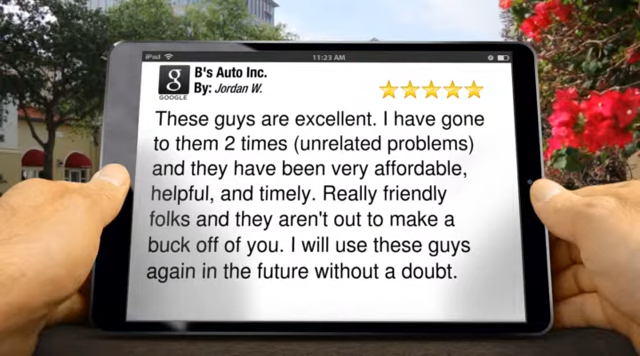 iPod
11:23 AM
g
GOOGLE
B's Auto Inc.
By: Jordan W.
These guys are excellent. I have gone
to them 2 times (unrelated problems)
and they have been very affordable,
helpful, and timely. Really friendly
folks and they aren't out to make a
buck off of you. I will use these guys
again in the future without a doubt.